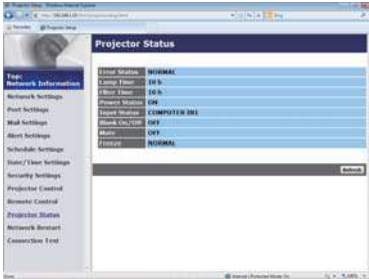 Projector Status
Top:
Network Information
Network Settings
Port Settings
Mail Settings
Alert Settings
Schedule Settings
Date/Time Settings
Security Settings
Projector Control
Remote Control
Projector Status
Network Restart
Connection Test
Error Status NORMAL
Lamp Time 10 h
Filter Time 10 h
Power Status ON
Input Status COMPUTER IN1
Blank On/Off OFF
Mute OFF
Freeze NORMAL
Refresh